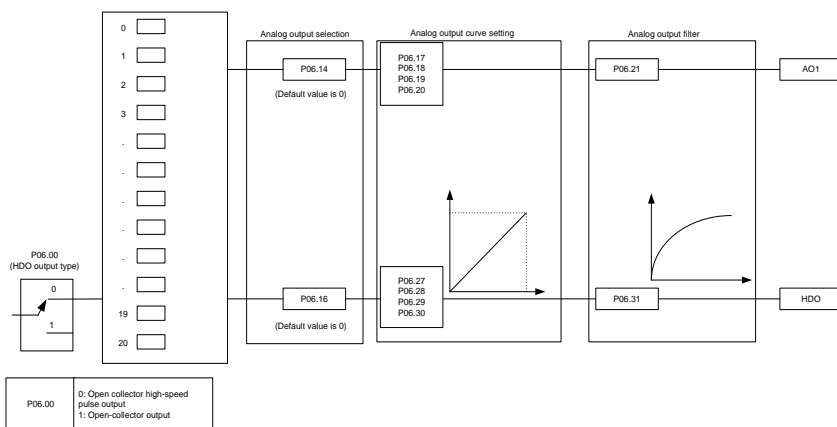 Analog output selection
Analog output curve setting
Analog output filter
0
1
2
3
.
.
.
.
.
.
19
20
P06.14
(Default value is 0)
P06.17
P06.18
P06.19
P06.20
P06.21
AO1
P06.00
(HDO output type)
0
1
P06.16
(Default value is 0)
P06.27
P06.28
P06.29
P06.30
P06.31
HDO
P06.00
0: Open collector high-speed
pulse output
1: Open-collector output